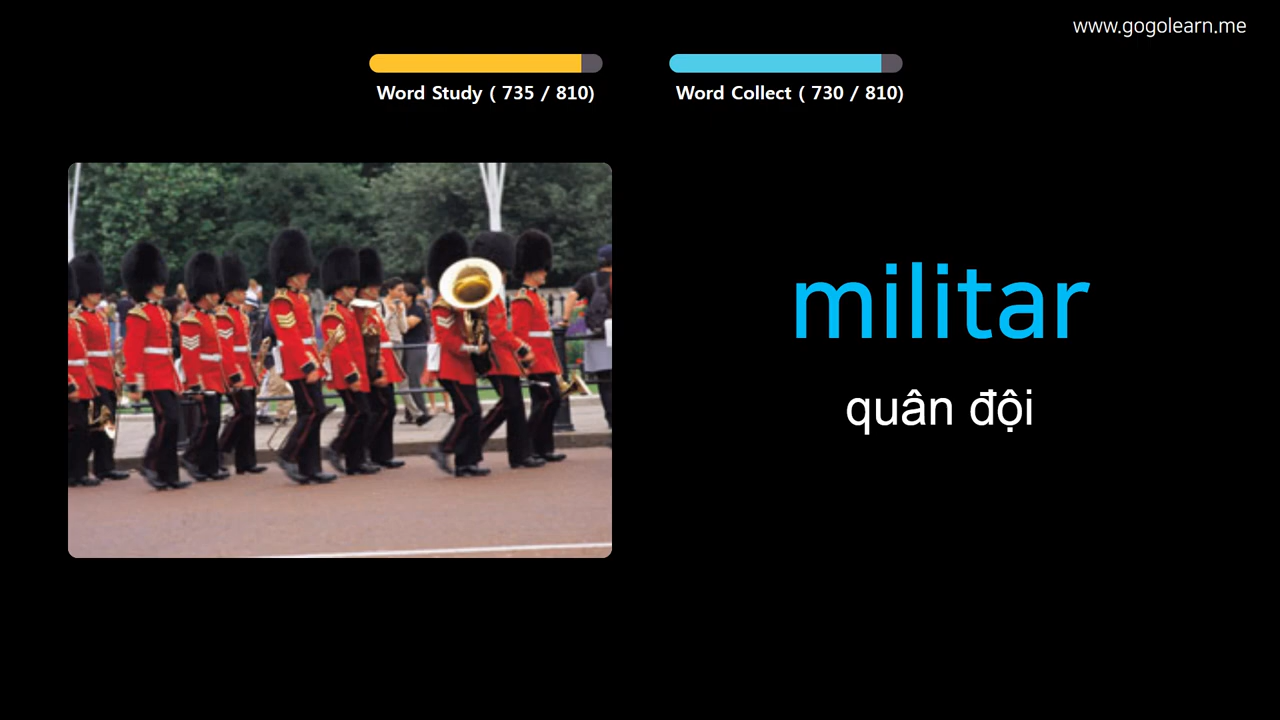 www.gogolearn.me
Word Study ( 735 / 810)
Word Collect ( 730 / 810)
militar
quân đội